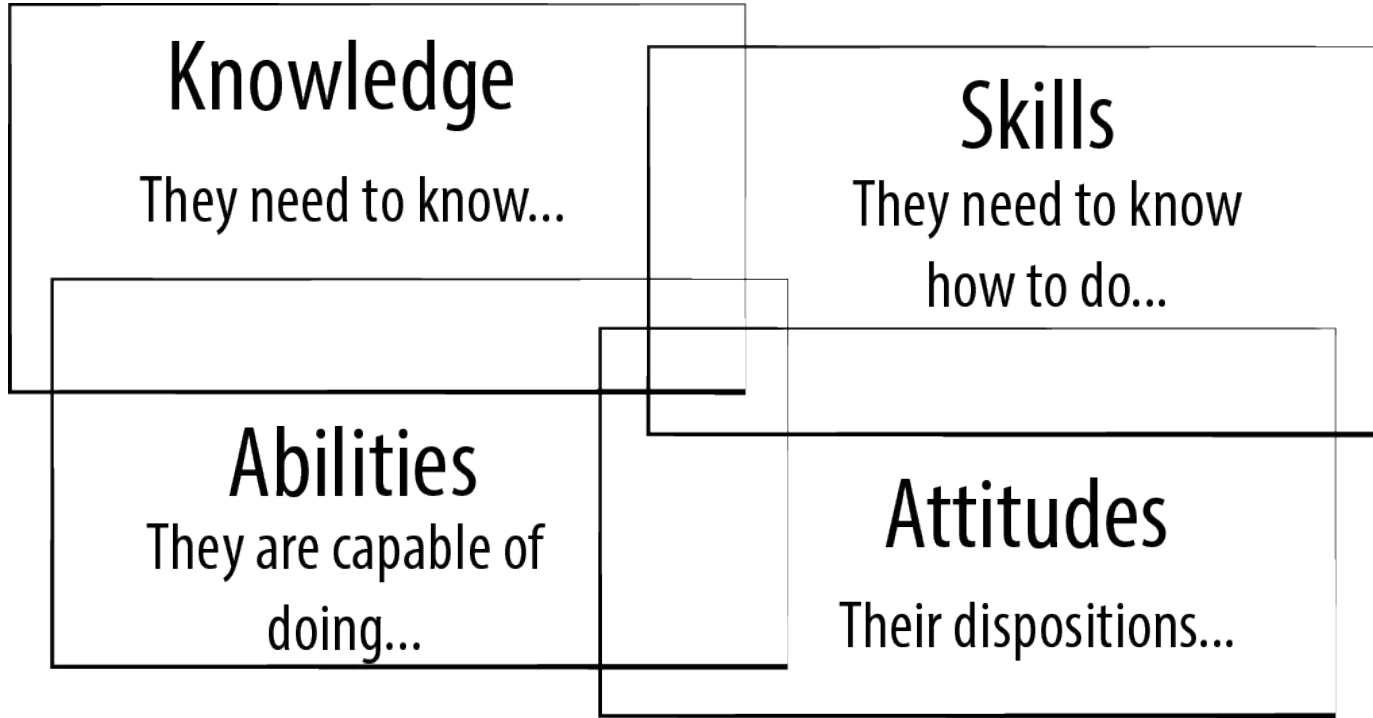 Knowledge
They need to know...
Skills
They need to know
how to do...
Abilities
They are capable of
doing...
Attitudes
Their dispositions...